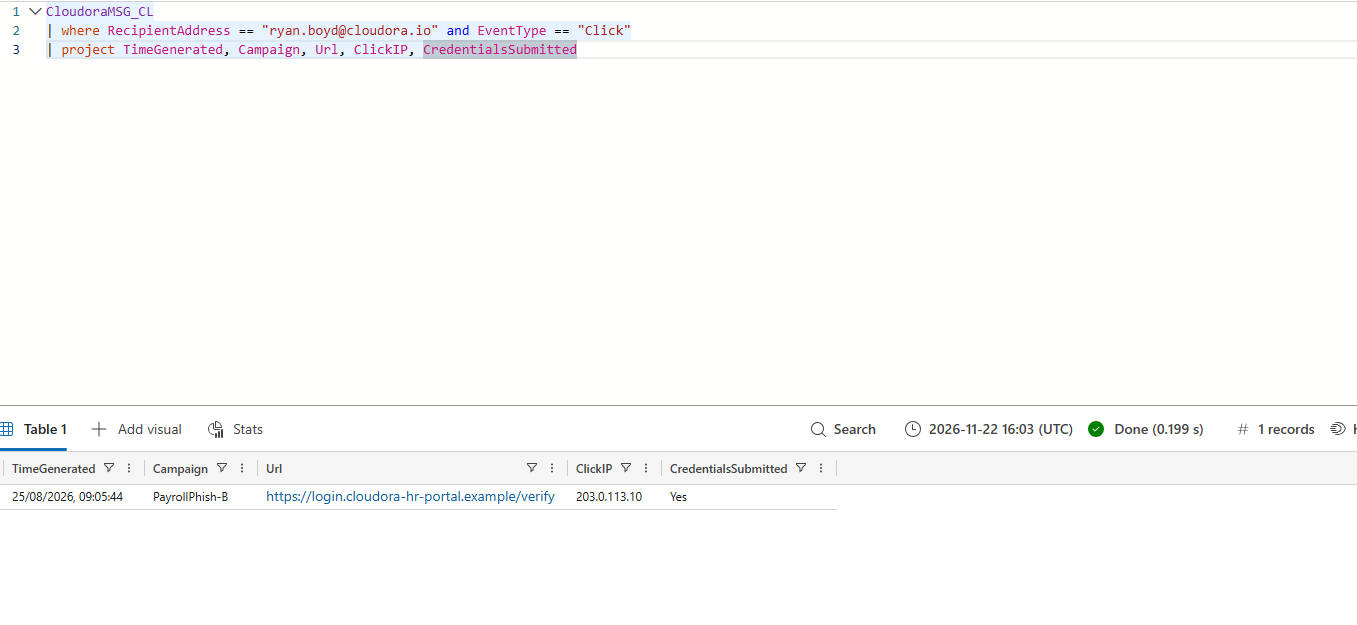 1 CloudoraMSG_CL
2 | where RecipientAddress == "ryan.boyd@cloudora.io" and EventType == "Click"
3 | project TimeGenerated, Campaign, Url, ClickIP, CredentialsSubmitted
Table 1 Add visual Stats Search 2026-11-22 16:03 (UTC) Done (0.199 s) # 1 records H
TimeGenerated Campaign Url ClickIP CredentialsSubmitted
25/08/2026, 09:05:44 PayrollPhish-B https://login.cloudora-hr-portal.example/verify 203.0.113.10 Yes